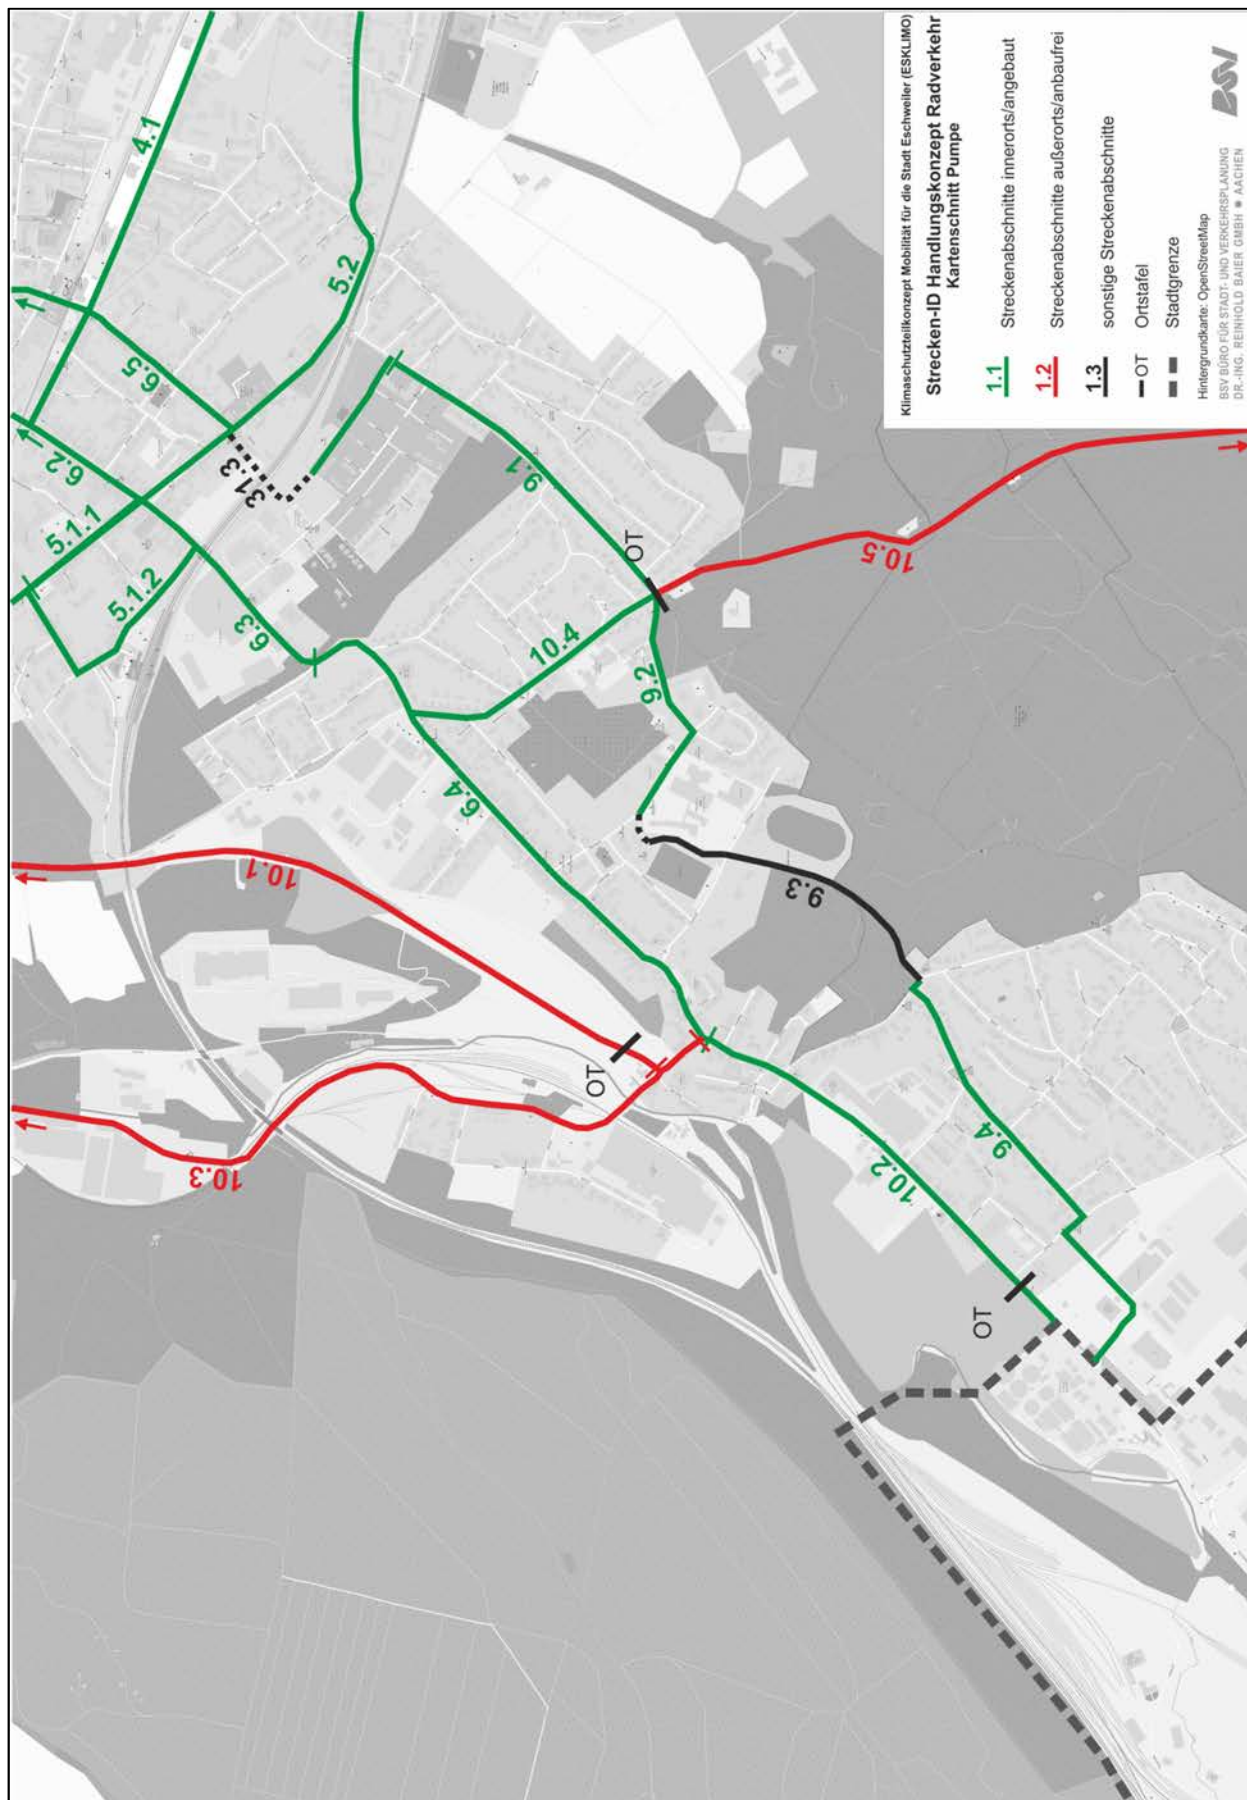 Klimaschutzteilkonzept Mobilität für die Stadt Eschweiler (ESKLIMO)
Strecken-ID Handlungskonzept Radverkehr
Kartenschnitt Pumpe
1.1 Streckenabschnitte innerorts/angebaut
1.2 Streckenabschnitte außerorts/anbaufrei
1.3 sonstige Streckenabschnitte
OT Ortstafel
Stadtgrenze
Hintergrundkarte: OpenStreetMap
BSV BÜRO FÜR STADT- UND VERKEHRSPLANUNG
DR.-ING. REINHOLD BAIER GMBH AACHEN
BSV
10.3
10.1
5.1.2
5.1.1
6.2
6.5
4.1
6.3
31.3
5.2
6.4
10.4
9.1
OT
OT
9.2
9.3
10.5
10.2
9.4
OT